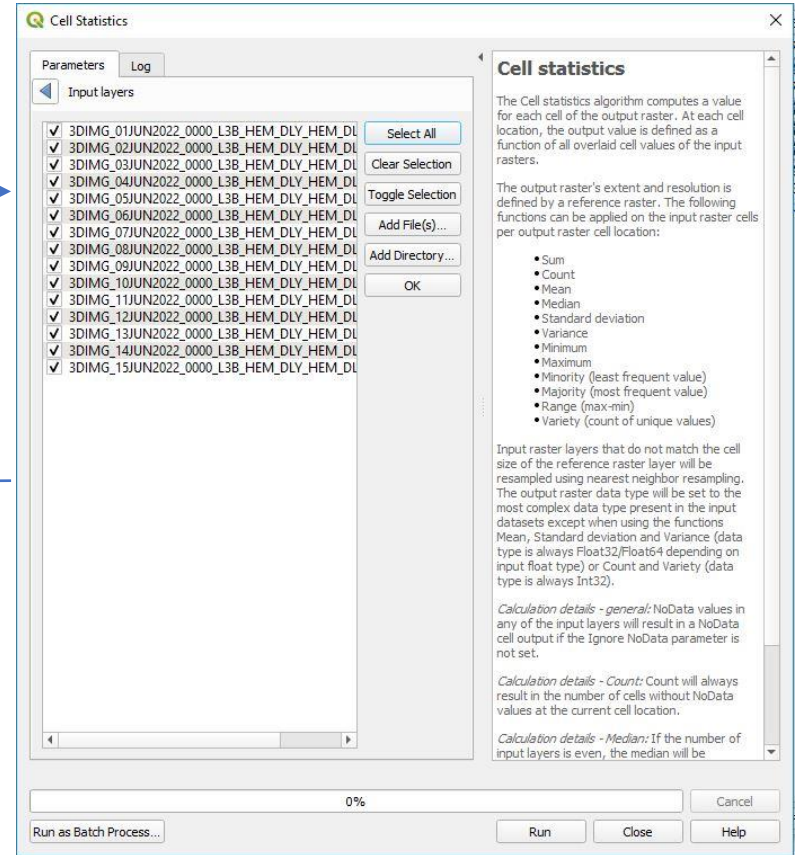 Cell Statistics
Parameters
Log
Input layers
3DIMG_01JUN2022_0000_L3B_HEM_DLY_HEM_DL
3DIMG_02JUN2022_0000_L3B_HEM_DLY_HEM_DL
3DIMG_03JUN2022_0000_L3B_HEM_DLY_HEM_DL
3DIMG_04JUN2022_0000_L3B_HEM_DLY_HEM_DL
3DIMG_05JUN2022_0000_L3B_HEM_DLY_HEM_DL
3DIMG_06JUN2022_0000_L3B_HEM_DLY_HEM_DL
3DIMG_07JUN2022_0000_L3B_HEM_DLY_HEM_DL
3DIMG_08JUN2022_0000_L3B_HEM_DLY_HEM_DL
3DIMG_09JUN2022_0000_L3B_HEM_DLY_HEM_DL
3DIMG_10JUN2022_0000_L3B_HEM_DLY_HEM_DL
3DIMG_11JUN2022_0000_L3B_HEM_DLY_HEM_DL
3DIMG_12JUN2022_0000_L3B_HEM_DLY_HEM_DL
3DIMG_13JUN2022_0000_L3B_HEM_DLY_HEM_DL
3DIMG_14JUN2022_0000_L3B_HEM_DLY_HEM_DL
3DIMG_15JUN2022_0000_L3B_HEM_DLY_HEM_DL
Select All
Clear Selection
Toggle Selection
Add File(s)...
Add Directory...
OK
Cell statistics
The Cell statistics algorithm computes a value
for each cell of the output raster. At each cell
location, the output value is defined as a
function of all overlaid cell values of the input
rasters.
The output raster's extent and resolution is
defined by a reference raster. The following
functions can be applied on the input raster cells
per output raster cell location:
• Sum
• Count
• Mean
• Median
• Standard deviation
• Variance
• Minimum
• Maximum
• Minority (least frequent value)
• Majority (most frequent value)
• Range (max-min)
• Variety (count of unique values)
Input raster layers that do not match the cell
size of the reference raster layer will be
resampled using nearest neighbor resampling.
The output raster data type will be set to the
most complex data type present in the input
datasets except when using the functions
Mean, Standard deviation and Variance (data
type is always Float32/Float64 depending on
input float type) or Count and Variety (data
type is always Int32).
Calculation details - general: NoData values in
any of the input layers will result in a NoData
cell output if the Ignore NoData parameter is
not set.
Calculation details - Count: Count will always
result in the number of cells without NoData
values at the current cell location.
Calculation details - Median: If the number of
input layers is even, the median will be
0%
Cancel
Run as Batch Process...
Run
Close
Help